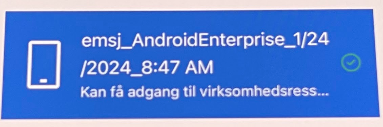 emsj_AndroidEnterprise_1/24
/2024_8:47 AM
Kan få adgang til virksomhedsress...